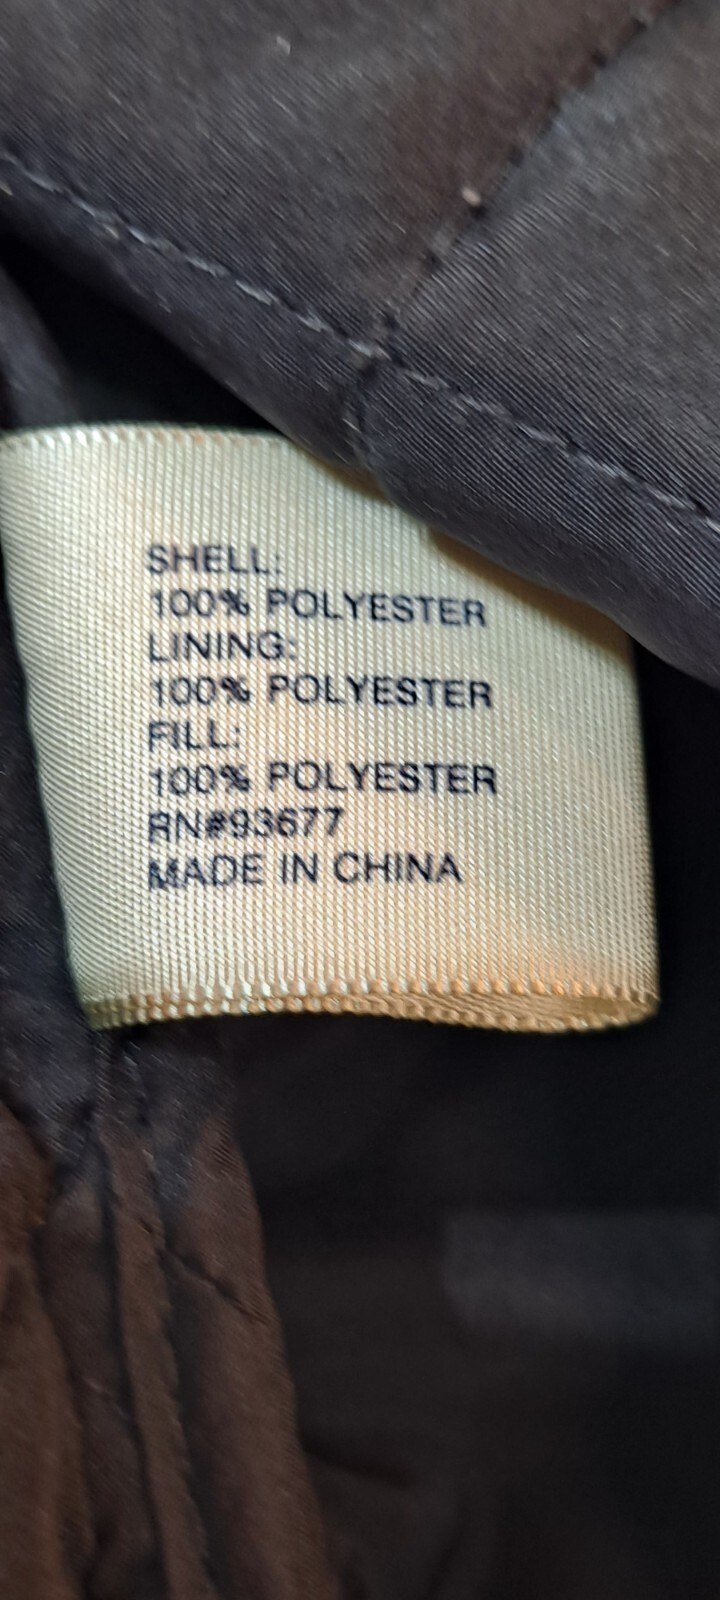 SHELL:
100% POLYESTER
LINING:
100% POLYESTER
FILL:
100% POLYESTER
RN#93677
MADE IN CHINA